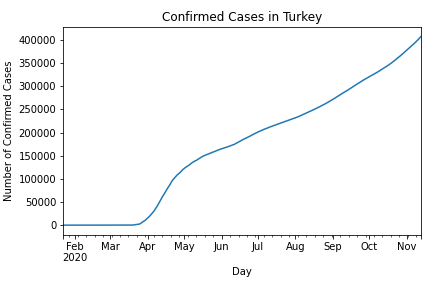 Confirmed Cases in Turkey
Number of Confirmed Cases
400000
350000
300000
250000
200000
150000
100000
50000
0
Feb Mar Apr May Jun Jul Aug Sep Oct Nov
2020
Day